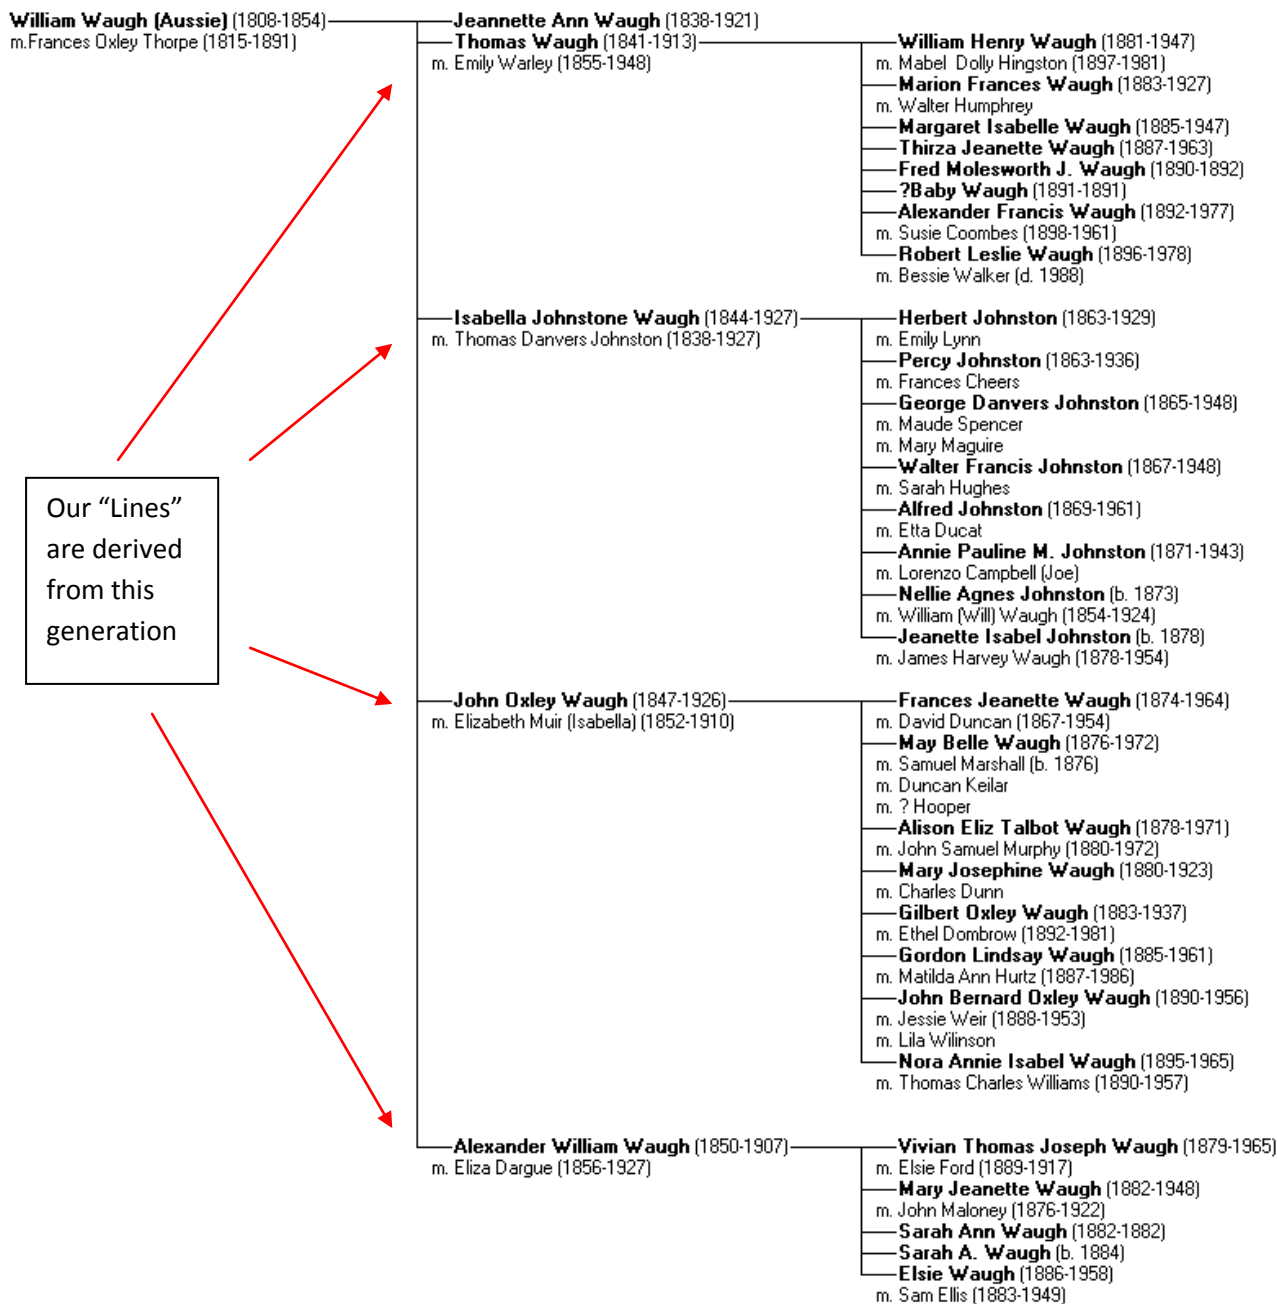 William Waugh (Aussie) (1808-1854)
m.Frances Oxley Thorpe (1815-1891)
Jeannette Ann Waugh (1838-1921)
Thomas Waugh (1841-1913)
m. Emily Warley (1855-1948)
William Henry Waugh (1881-1947)
m. Mabel Dolly Hingston (1897-1981)
Marion Frances Waugh (1883-1927)
m. Walter Humphrey
Margaret Isabelle Waugh (1885-1947)
Thirza Jeanette Waugh (1887-1963)
Fred Molesworth J. Waugh (1890-1892)
?Baby Waugh (1891-1891)
Alexander Francis Waugh (1892-1977)
m. Susie Coombes (1898-1961)
Robert Leslie Waugh (1896-1978)
m. Bessie Walker (d. 1988)
Isabella Johnstone Waugh (1844-1927)
m. Thomas Danvers Johnston (1838-1927)
Herbert Johnston (1863-1929)
m. Emily Lynn
Percy Johnston (1863-1936)
m. Frances Cheers
George Danvers Johnston (1865-1948)
m. Maude Spencer
m. Mary Maguire
Walter Francis Johnston (1867-1948)
m. Sarah Hughes
Alfred Johnston (1869-1961)
m. Etta Ducat
Annie Pauline M. Johnston (1871-1943)
m. Lorenzo Campbell (Joe)
Nellie Agnes Johnston (b. 1873)
m. William (Will) Waugh (1854-1924)
Jeanette Isabel Johnston (b. 1878)
m. James Harvey Waugh (1878-1954)
Our “Lines”
are derived
from this
generation
John Oxley Waugh (1847-1926)
m. Elizabeth Muir (Isabella) (1852-1910)
Frances Jeanette Waugh (1874-1964)
m. David Duncan (1867-1954)
May Belle Waugh (1876-1972)
m. Samuel Marshall (b. 1876)
m. Duncan Keilar
m. ? Hooper
Alison Eliz Talbot Waugh (1878-1971)
m. John Samuel Murphy (1880-1972)
Mary Josephine Waugh (1880-1923)
m. Charles Dunn
Gilbert Oxley Waugh (1883-1937)
m. Ethel Dombrow (1892-1981)
Gordon Lindsay Waugh (1885-1961)
m. Matilda Ann Hurtz (1887-1986)
John Bernard Oxley Waugh (1890-1956)
m. Jessie Weir (1888-1953)
m. Lila Wilinson
Nora Annie Isabel Waugh (1895-1965)
m. Thomas Charles Williams (1890-1957)
Alexander William Waugh (1850-1907)
m. Eliza Dargue (1856-1927)
Vivian Thomas Joseph Waugh (1879-1965)
m. Elsie Ford (1889-1917)
Mary Jeanette Waugh (1882-1948)
m. John Maloney (1876-1922)
Sarah Ann Waugh (1882-1882)
Sarah A. Waugh (b. 1884)
Elsie Waugh (1886-1958)
m. Sam Ellis (1883-1949)